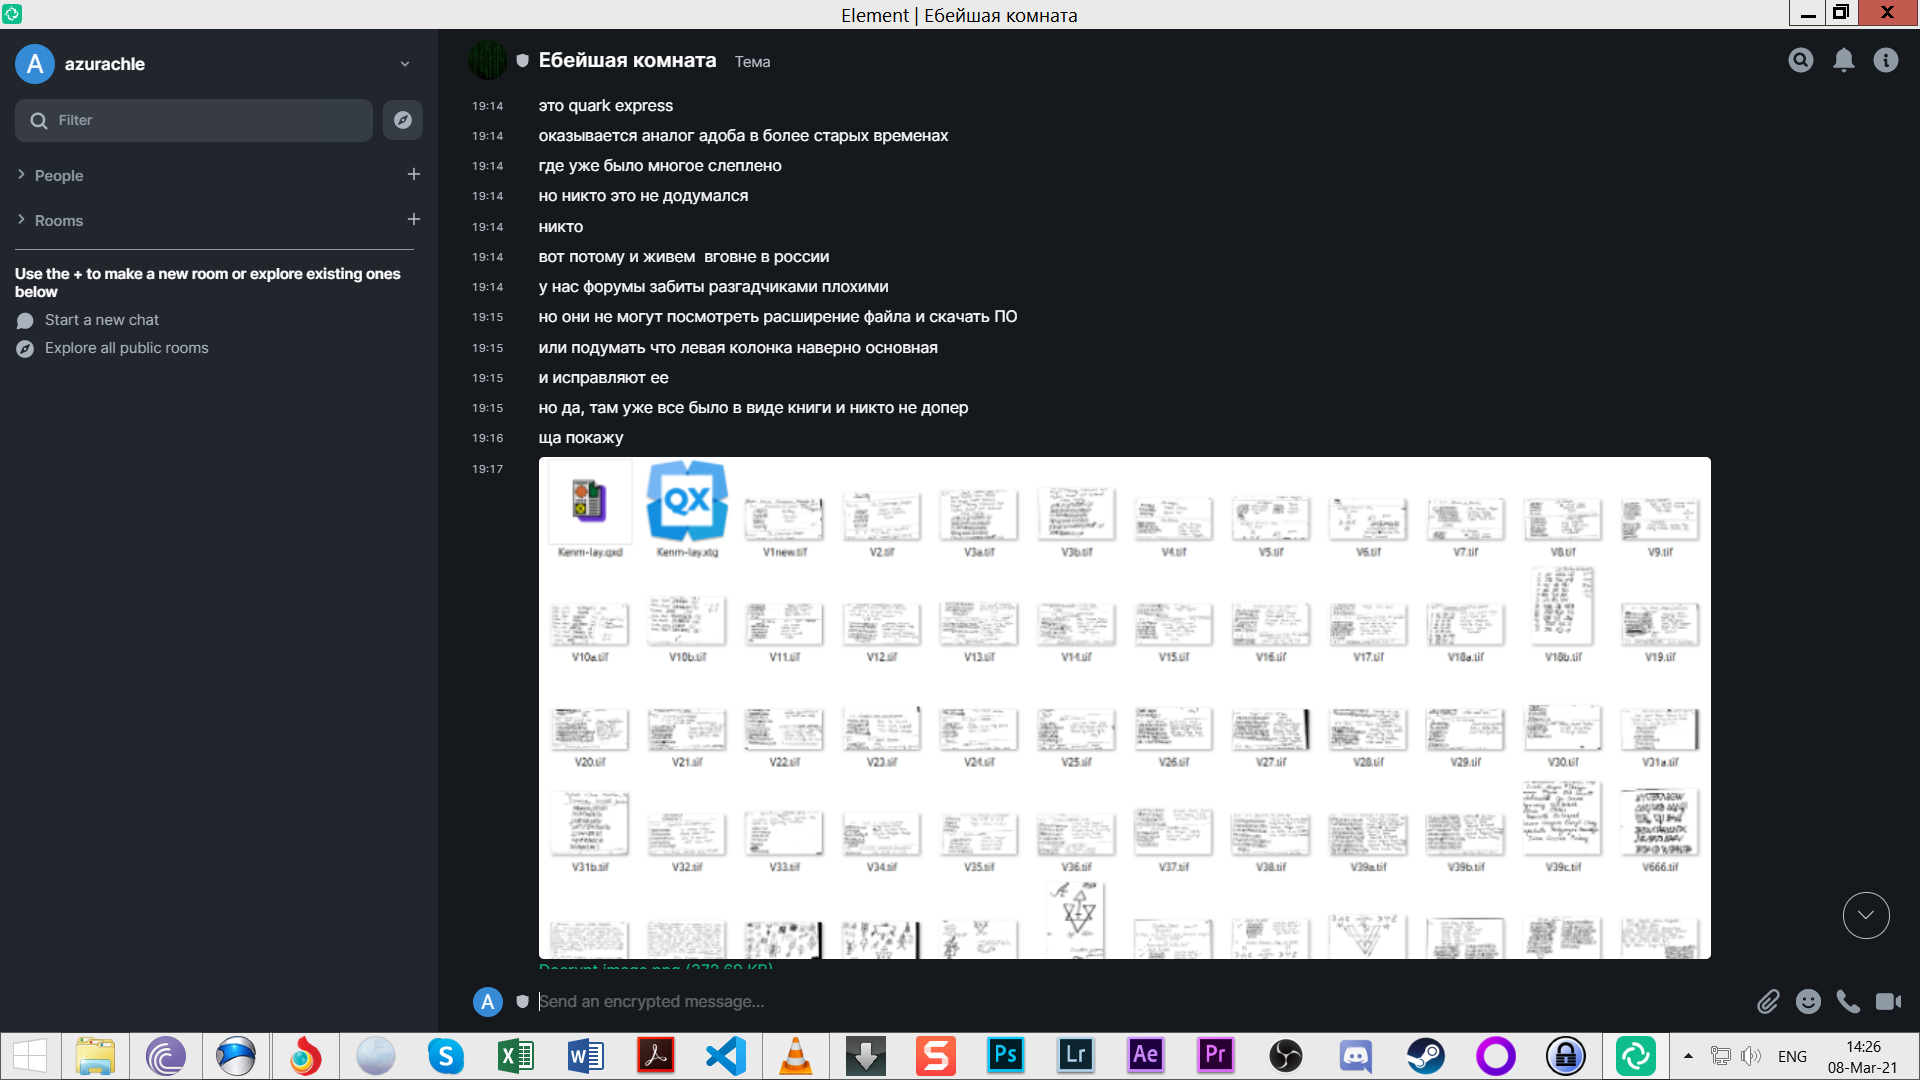 Element | Ебейшая комната
A azurachle
Filter
People
Rooms
Use the + to make a new room or explore existing ones
below
Start a new chat
Explore all public rooms
Ебейшая комната Тема
19:14 это quark express
19:14 оказывается аналог адоба в более старых временах
19:14 где уже было многое слеплено
19:14 но никто это не додумался
19:14 никто
19:14 вот потому и живем вговне в россии
19:14 у нас форумы забиты разгадчиками плохими
19:15 но они не могут посмотреть расширение файла и скачать ПО
19:15 или подумать что левая колонка наверно основная
19:15 и исправляют ее
19:15 но да, там уже все было в виде книги и никто не допер
19:16 ща покажу
19:17
QX
Kenm-lay.qxd Kenm-lay.xtg V1new.tif V2.tif V3a.tif V3b.tif V4.tif V5.tif V6.tif V7.tif V8.tif V9.tif
V10a.tif V10b.tif V11.tif V12.tif V13.tif V14.tif V15.tif V16.tif V17.tif V18a.tif V18b.tif V19.tif
V20.tif V21.tif V22.tif V23.tif V24.tif V25.tif V26.tif V27.tif V28.tif V29.tif V30.tif V31a.tif
V31b.tif V32.tif V33.tif V34.tif V35.tif V36.tif V37.tif V38.tif V39a.tif V39b.tif V39c.tif V666.tif
Decrypt image.png (272.69 KB)
A Send an encrypted message...
S X W S Ps Lr Ae Pr ENG 14:26
08-Mar-21